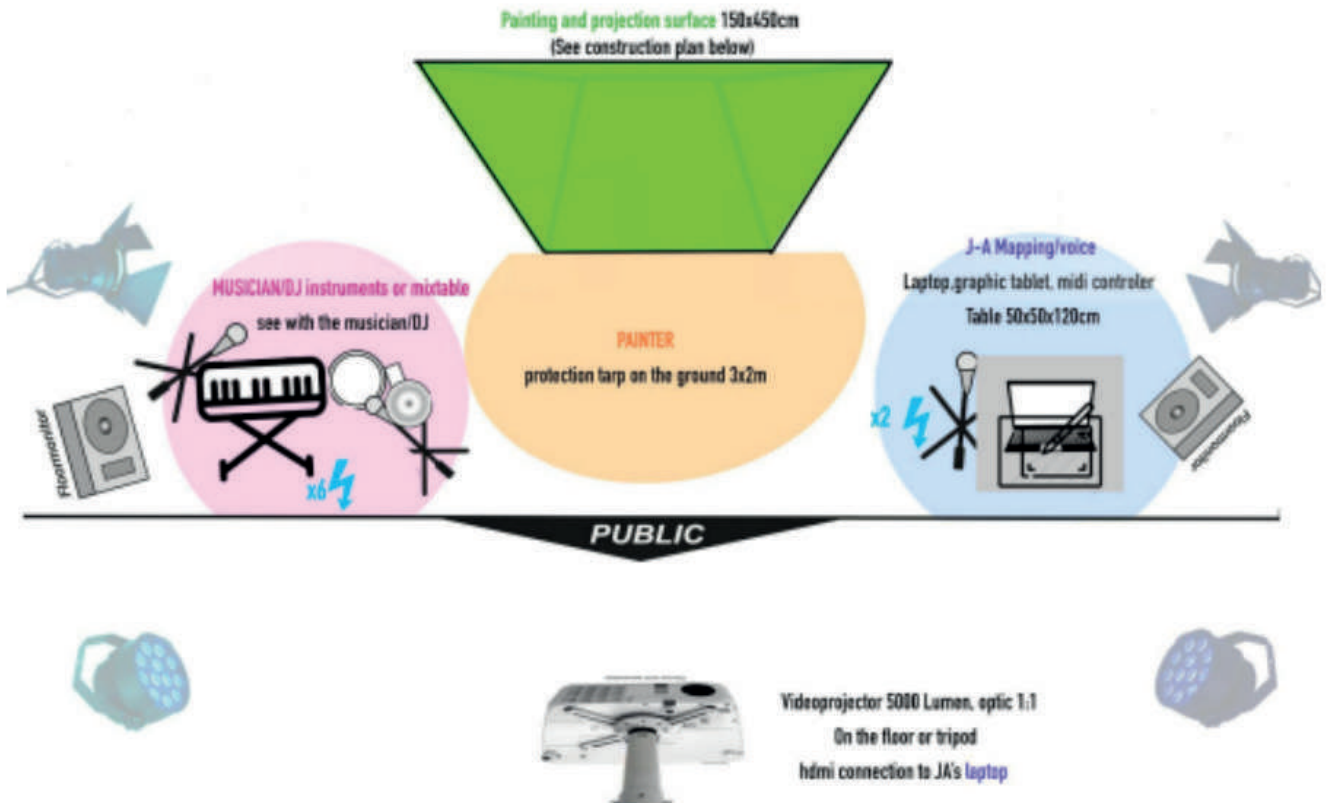 Painting and projection surface 150x450cm
(See construction plan below)
MUSICIAN/DJ instruments or mixtable
see with the musician/DJ
Floormonitor
x6
PAINTER
protection tarp on the ground 3x2m
J-A Mapping/voice
Laptop,graphic tablet, midi controler
Table 50x50x120cm
x2
Floormonitor
PUBLIC
Videoprojector 5000 Lumen, optic 1:1
On the floor or tripod
hdmi connection to JA's laptop